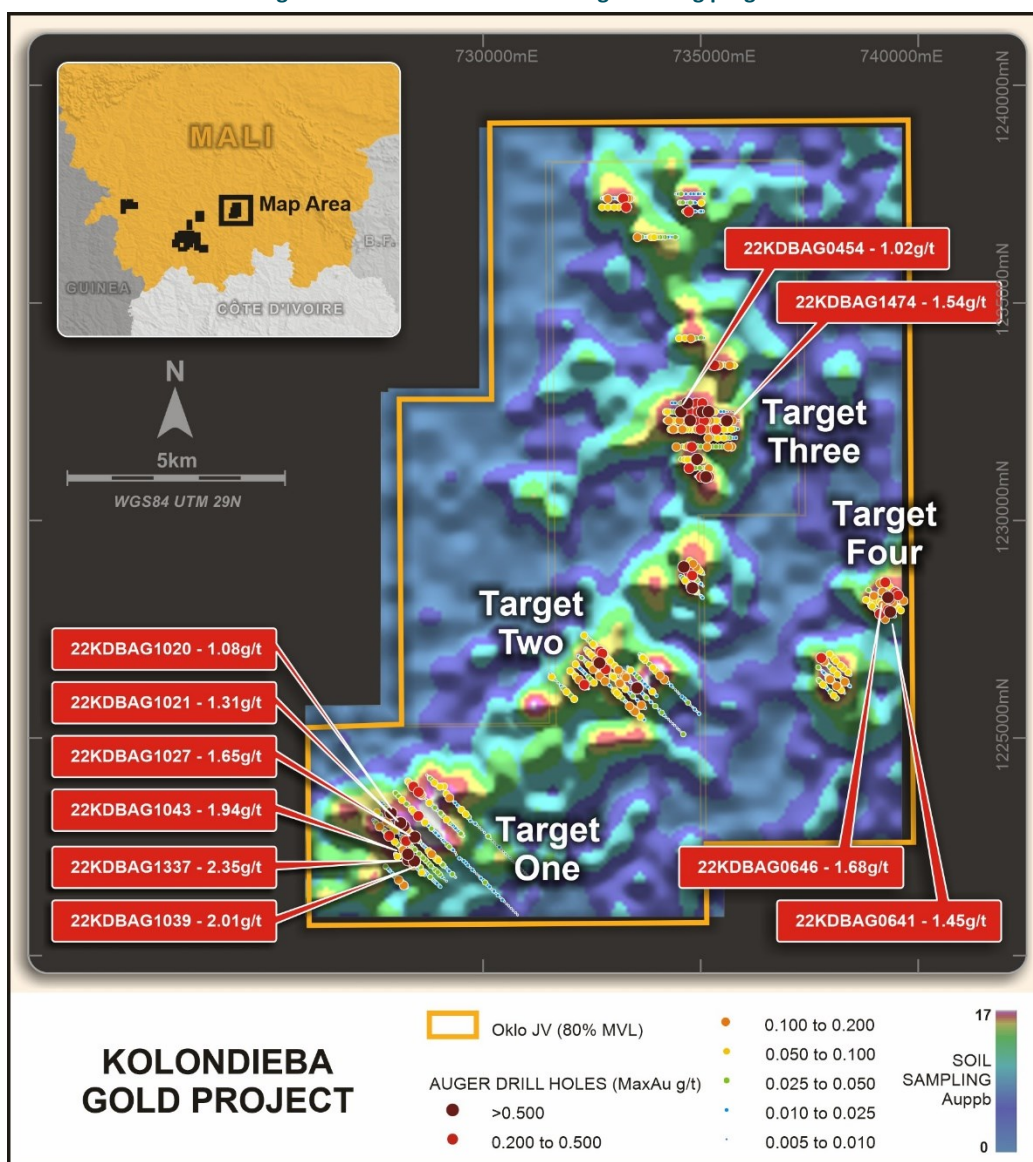 730000mE
735000mE
740000mE
1240000mN
1235000mN
1230000mN
1225000mN
MALI
Map Area
B.F.
GUINEA
CÔTE D'IVOIRE
N
5km
WGS84 UTM 29N
22KDBAG0454 - 1.02g/t
22KDBAG1474 - 1.54g/t
Target
Three
Target
Four
Target
Two
22KDBAG1020 - 1.08g/t
22KDBAG1021 - 1.31g/t
22KDBAG1027 - 1.65g/t
22KDBAG1043 - 1.94g/t
22KDBAG1337 - 2.35g/t
22KDBAG1039 - 2.01g/t
Target
One
22KDBAG0646 - 1.68g/t
22KDBAG0641 - 1.45g/t
KOLONDIEBA
GOLD PROJECT
Oklo JV (80% MVL)
AUGER DRILL HOLES (MaxAu g/t)
>0.500
0.200 to 0.500
0.100 to 0.200
0.050 to 0.100
0.025 to 0.050
0.010 to 0.025
0.005 to 0.010
17
SOIL
SAMPLING
Auppb
0